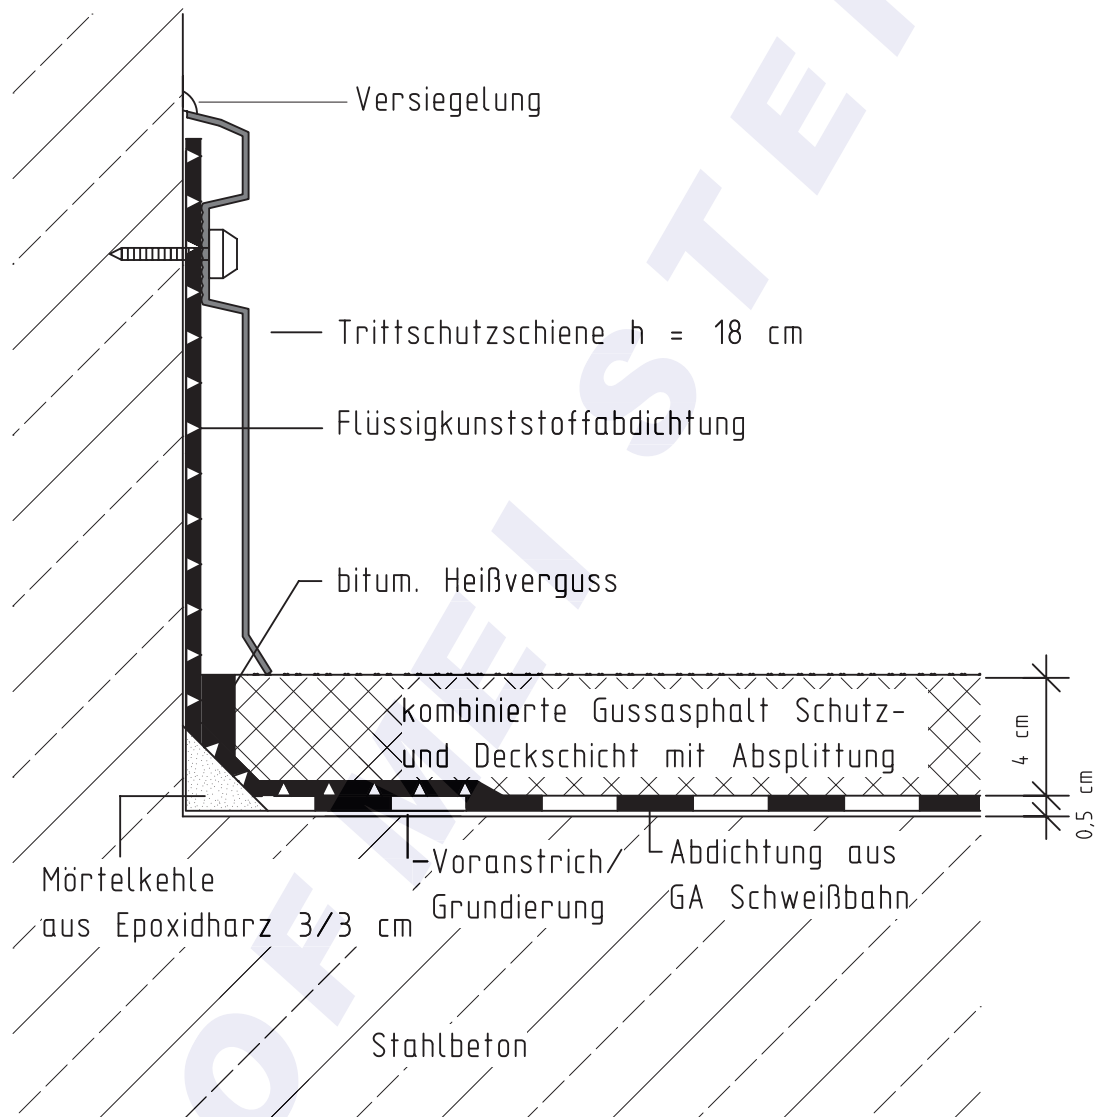 Versiegelung
Trittschutzschiene h = 18 cm
Flüssigkunststoffabdichtung
bitum. Heißverguss
kombinierte Gussasphalt Schutz-
und Deckschicht mit Absplittung
4 cm
0,5 cm
Mörtelkehle
aus Epoxidharz 3/3 cm
Voranstrich/
Grundierung
Abdichtung aus
GA Schweißbahn
Stahlbeton